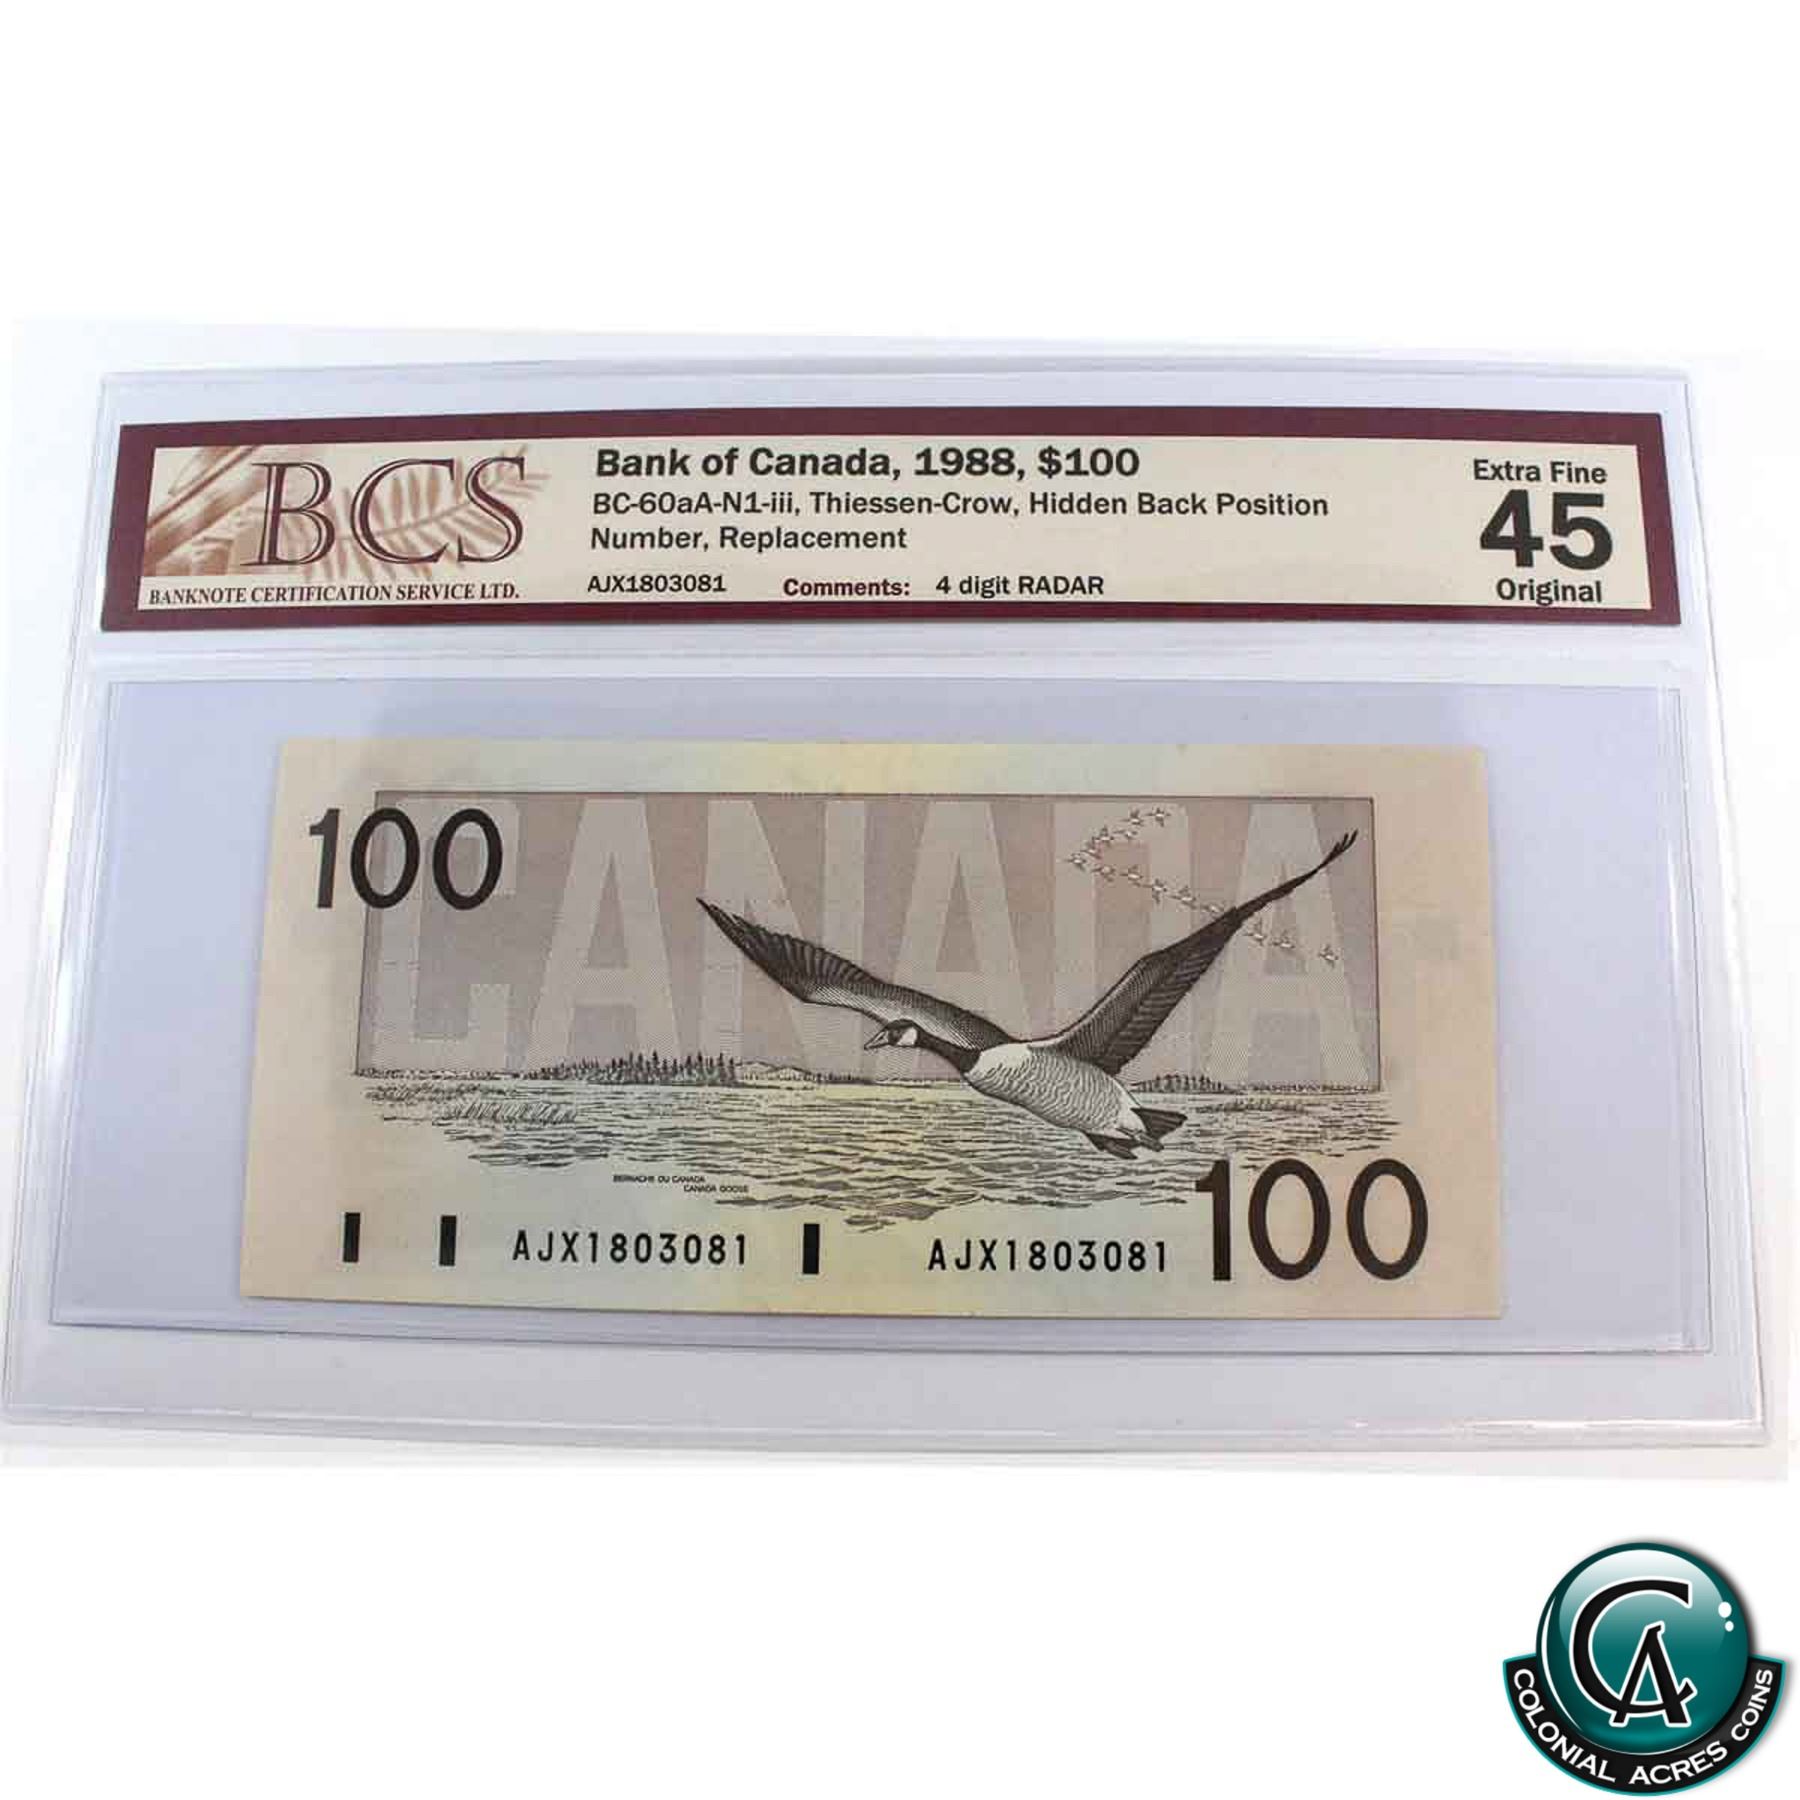 BCS
BANKNOTE CERTIFICATION SERVICE LTD.
Bank of Canada, 1988, $100
BC-60aA-N1-iii, Thiessen-Crow, Hidden Back Position
Number, Replacement
AJX1803081 Comments: 4 digit RADAR
Extra Fine
45
Original
100
CANADA
BERNACHE DU CANADA
CANADA GOOSE
AJX1803081 AJX1803081
100
CA
COLONIAL ACRES COINS